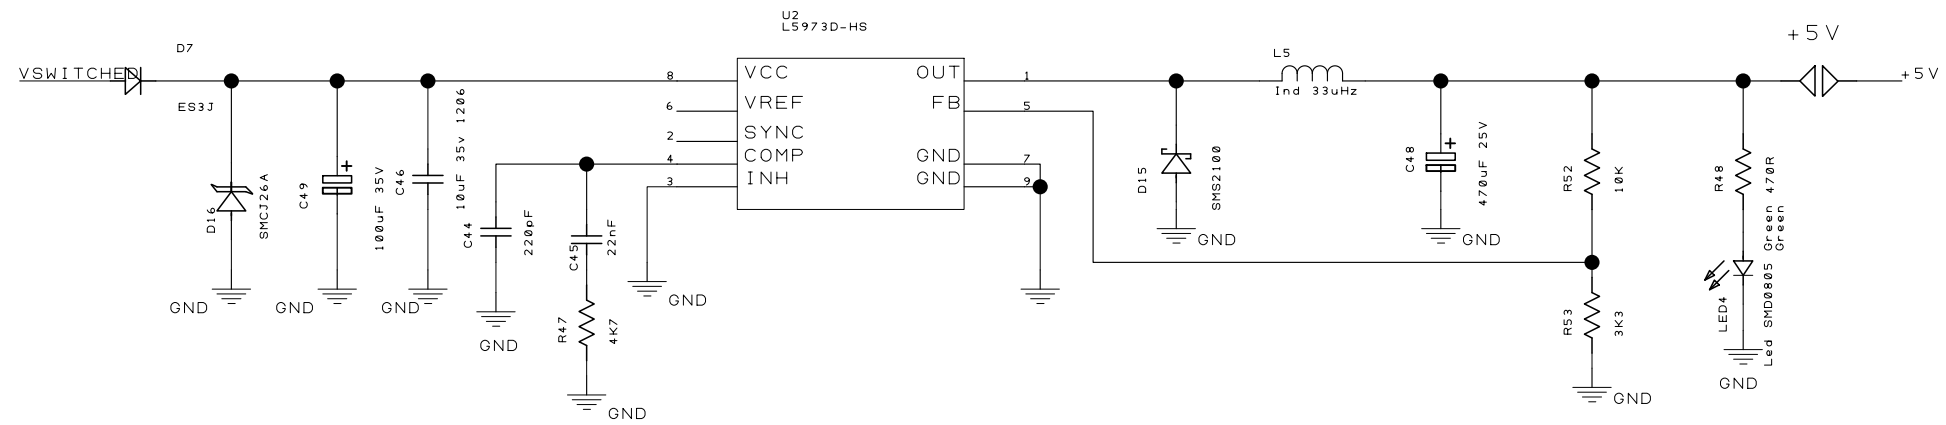 U2
L5973D-HS
+5V
D7
L5
VSWITCHED
8
VCC
OUT
1
+5V
Ind 33uHz
ES3J
6
VREF
FB
5
2
SYNC
4
COMP
GND
7
3
INH
GND
9
D16
SMCJ26A
C49
100uF 35V
C46
10uF 35v 1206
C44
220pF
C45
22nF
D15
SMS2100
C48
470uF 25V
R52
10K
R48
470R
GND
GND
GND
GND
GND
GND
GND
R47
4K7
GND
GND
R53
3K3
GND
LED4
Led SMD0805 Green
Green
GND